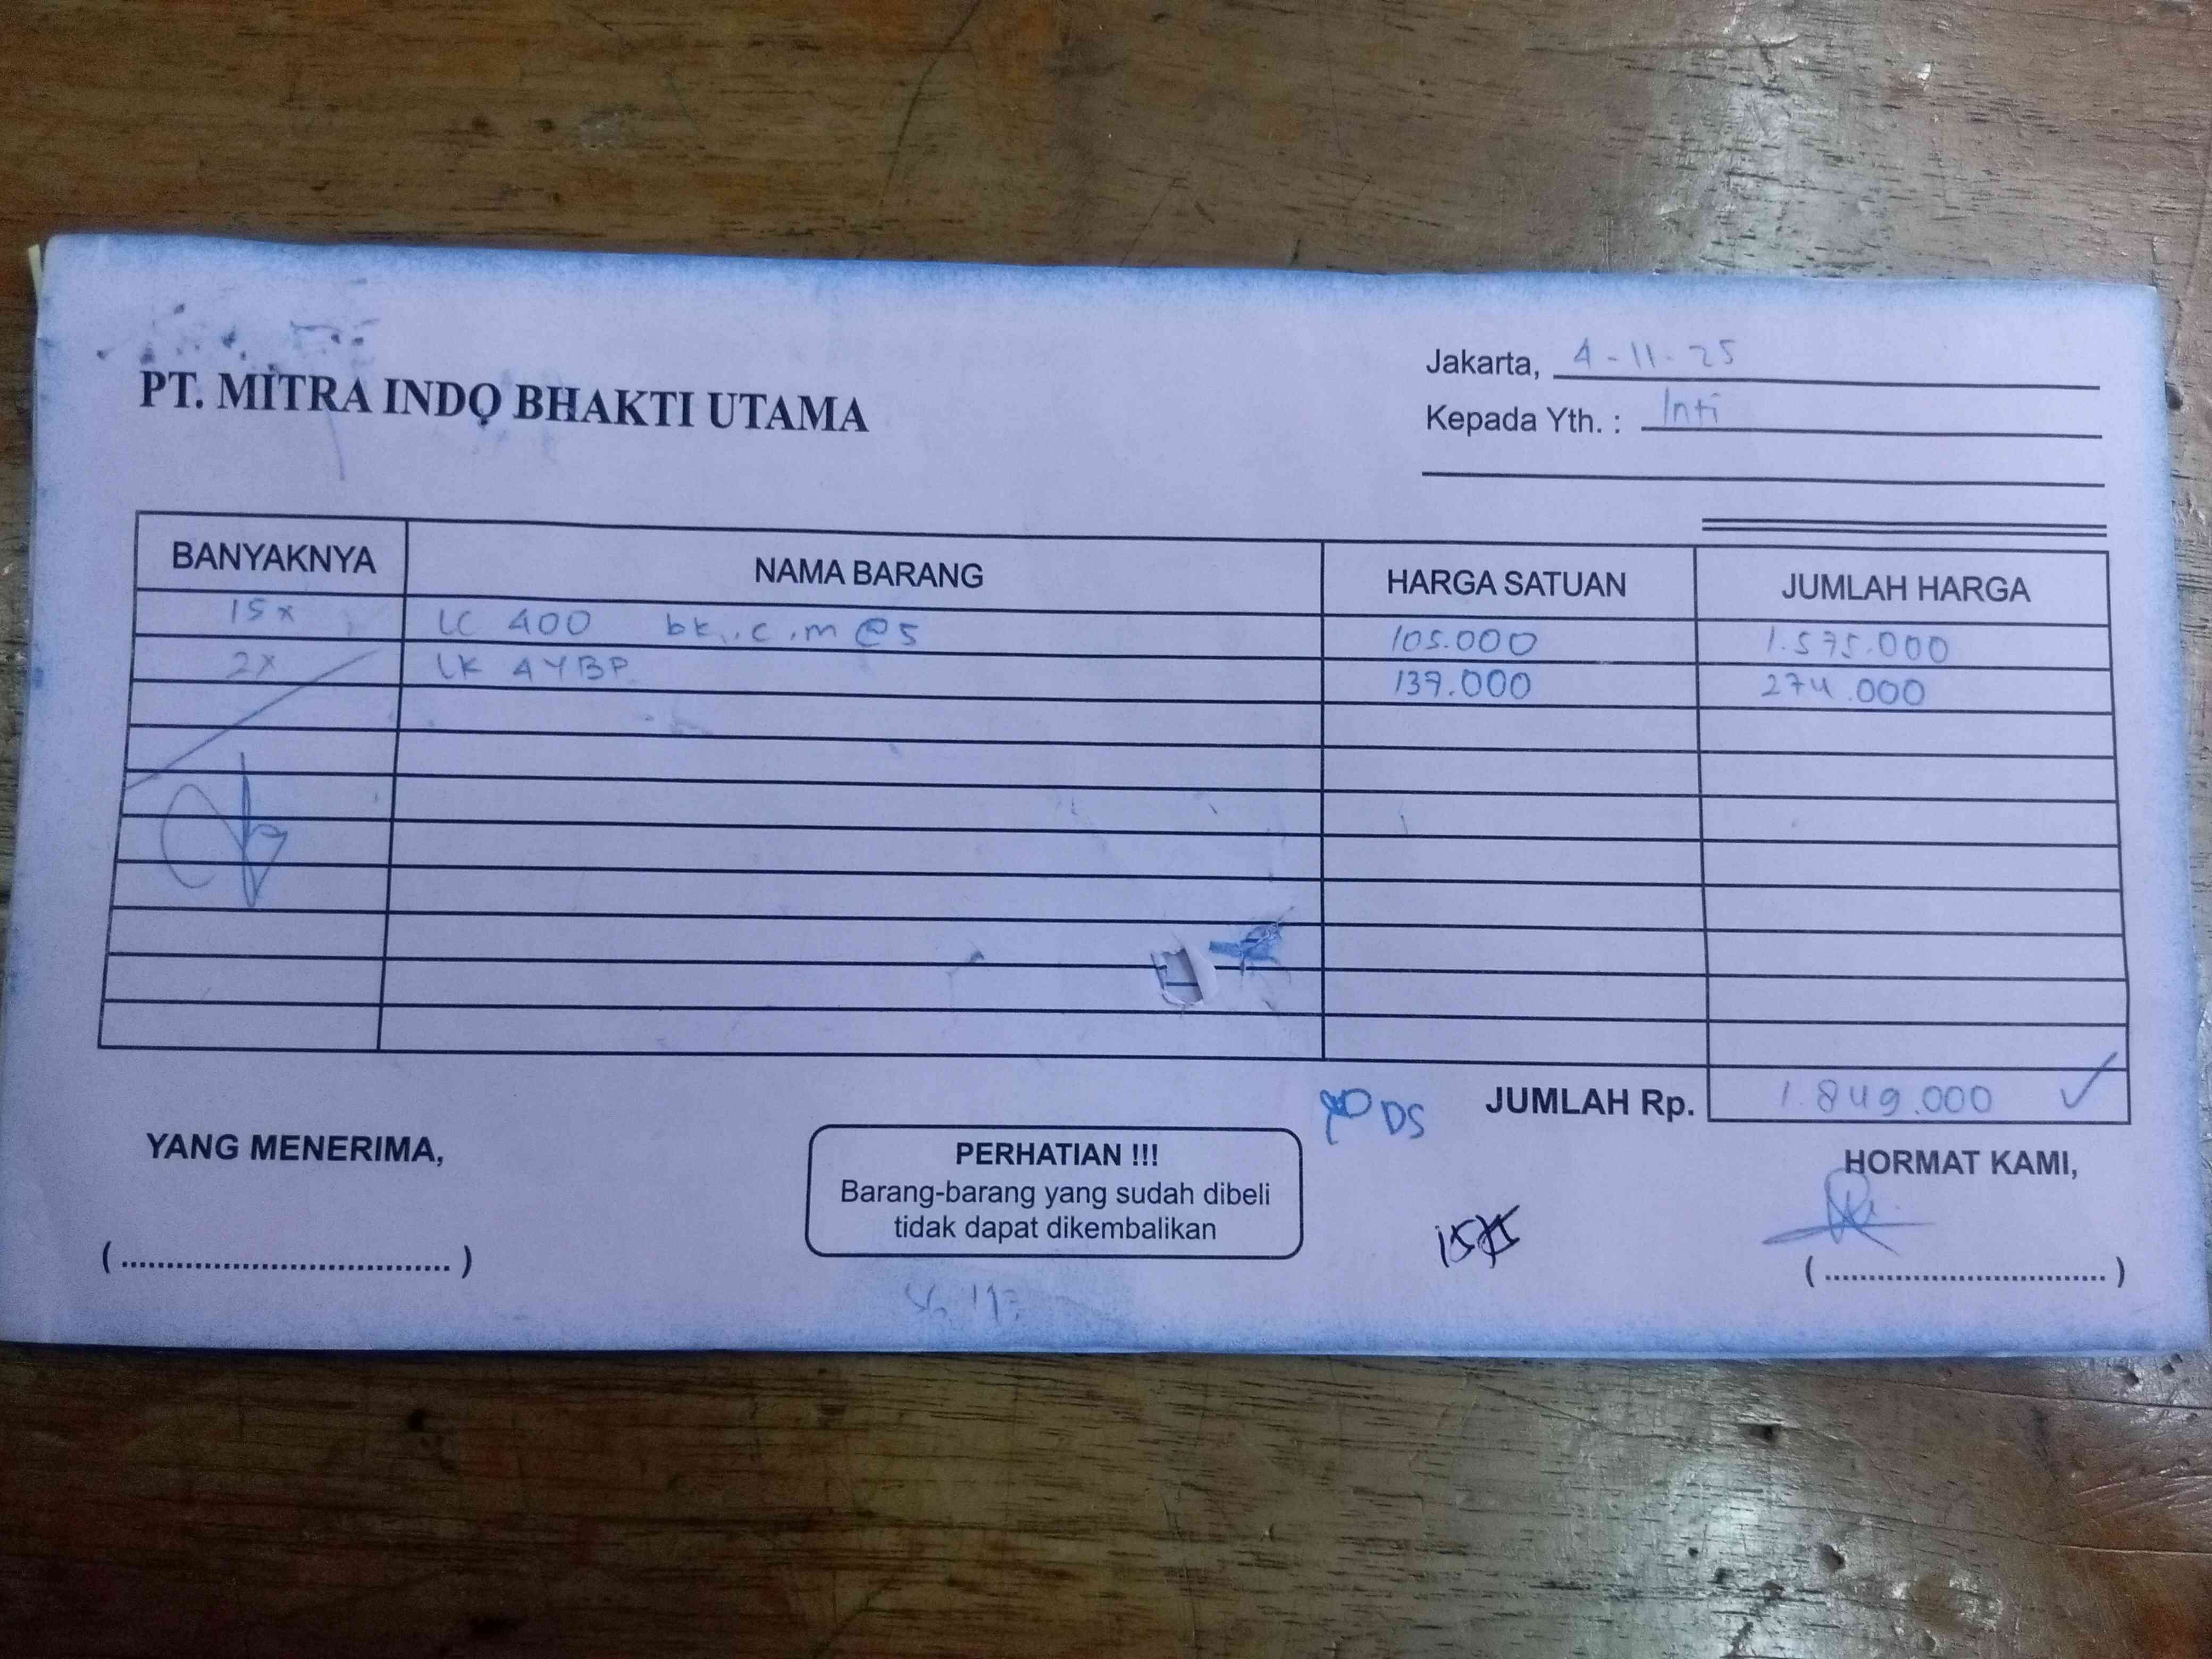 PT. MITRA INDO BHAKTI UTAMA
Jakarta, 4-11-25
Kepada Yth. : Inti
BANYAKNYA NAMA BARANG HARGA SATUAN JUMLAH HARGA
15x LC 400 bk, c, m @5 105.000 1.575.000
2x LK 4YBP 137.000 274.000
JUMLAH Rp. 1.849.000 ✓
DS
YANG MENERIMA,
PERHATIAN !!!
Barang-barang yang sudah dibeli
tidak dapat dikembalikan
HORMAT KAMI,
(....................................)
(....................................)